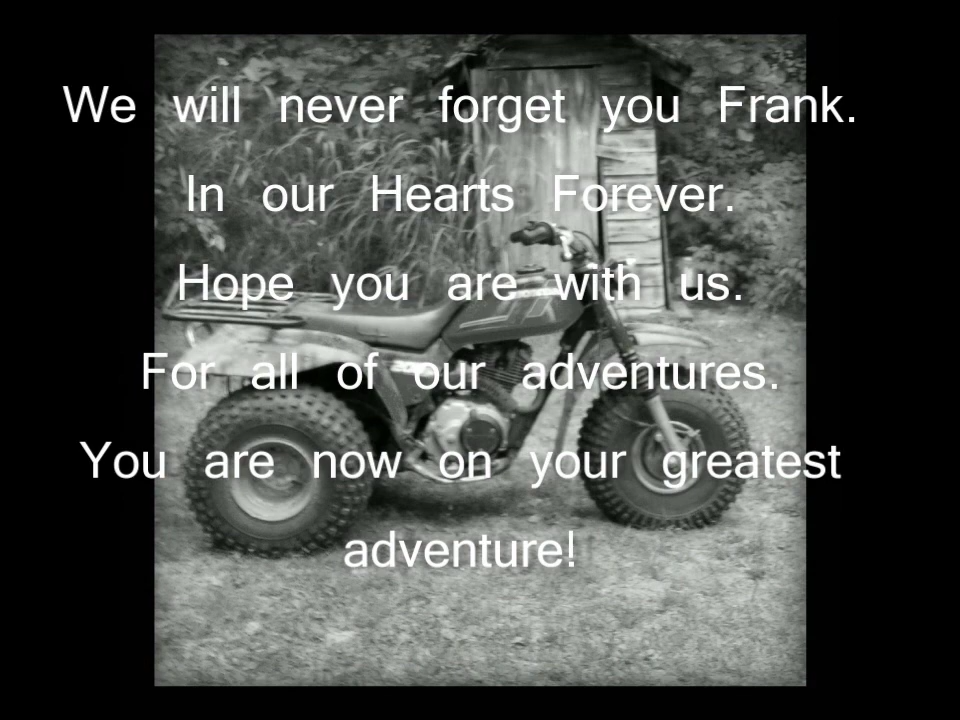 We will never forget you Frank.
In our Hearts Forever.
Hope you are with us.
For all of our adventures.
You are now on your greatest
adventure!